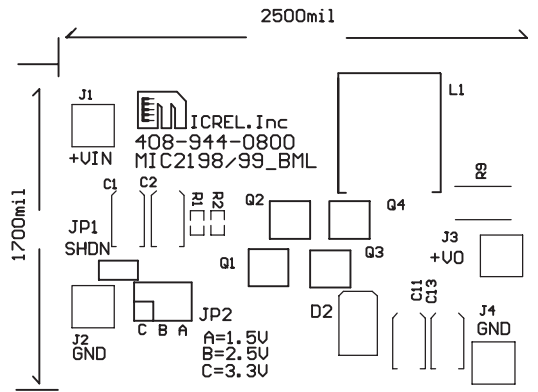 2500mil
1700mil
J1
+VIN
ICREL.Inc
408-944-0800
MIC2198/99_BML
L1
C1
C2
R1
R2
R9
Q2
Q4
JP1
SHDN
J3
+VO
Q1
Q3
D2
C11
C13
JP2
C B A
J2
GND
A=1.5V
B=2.5V
C=3.3V
J4
GND